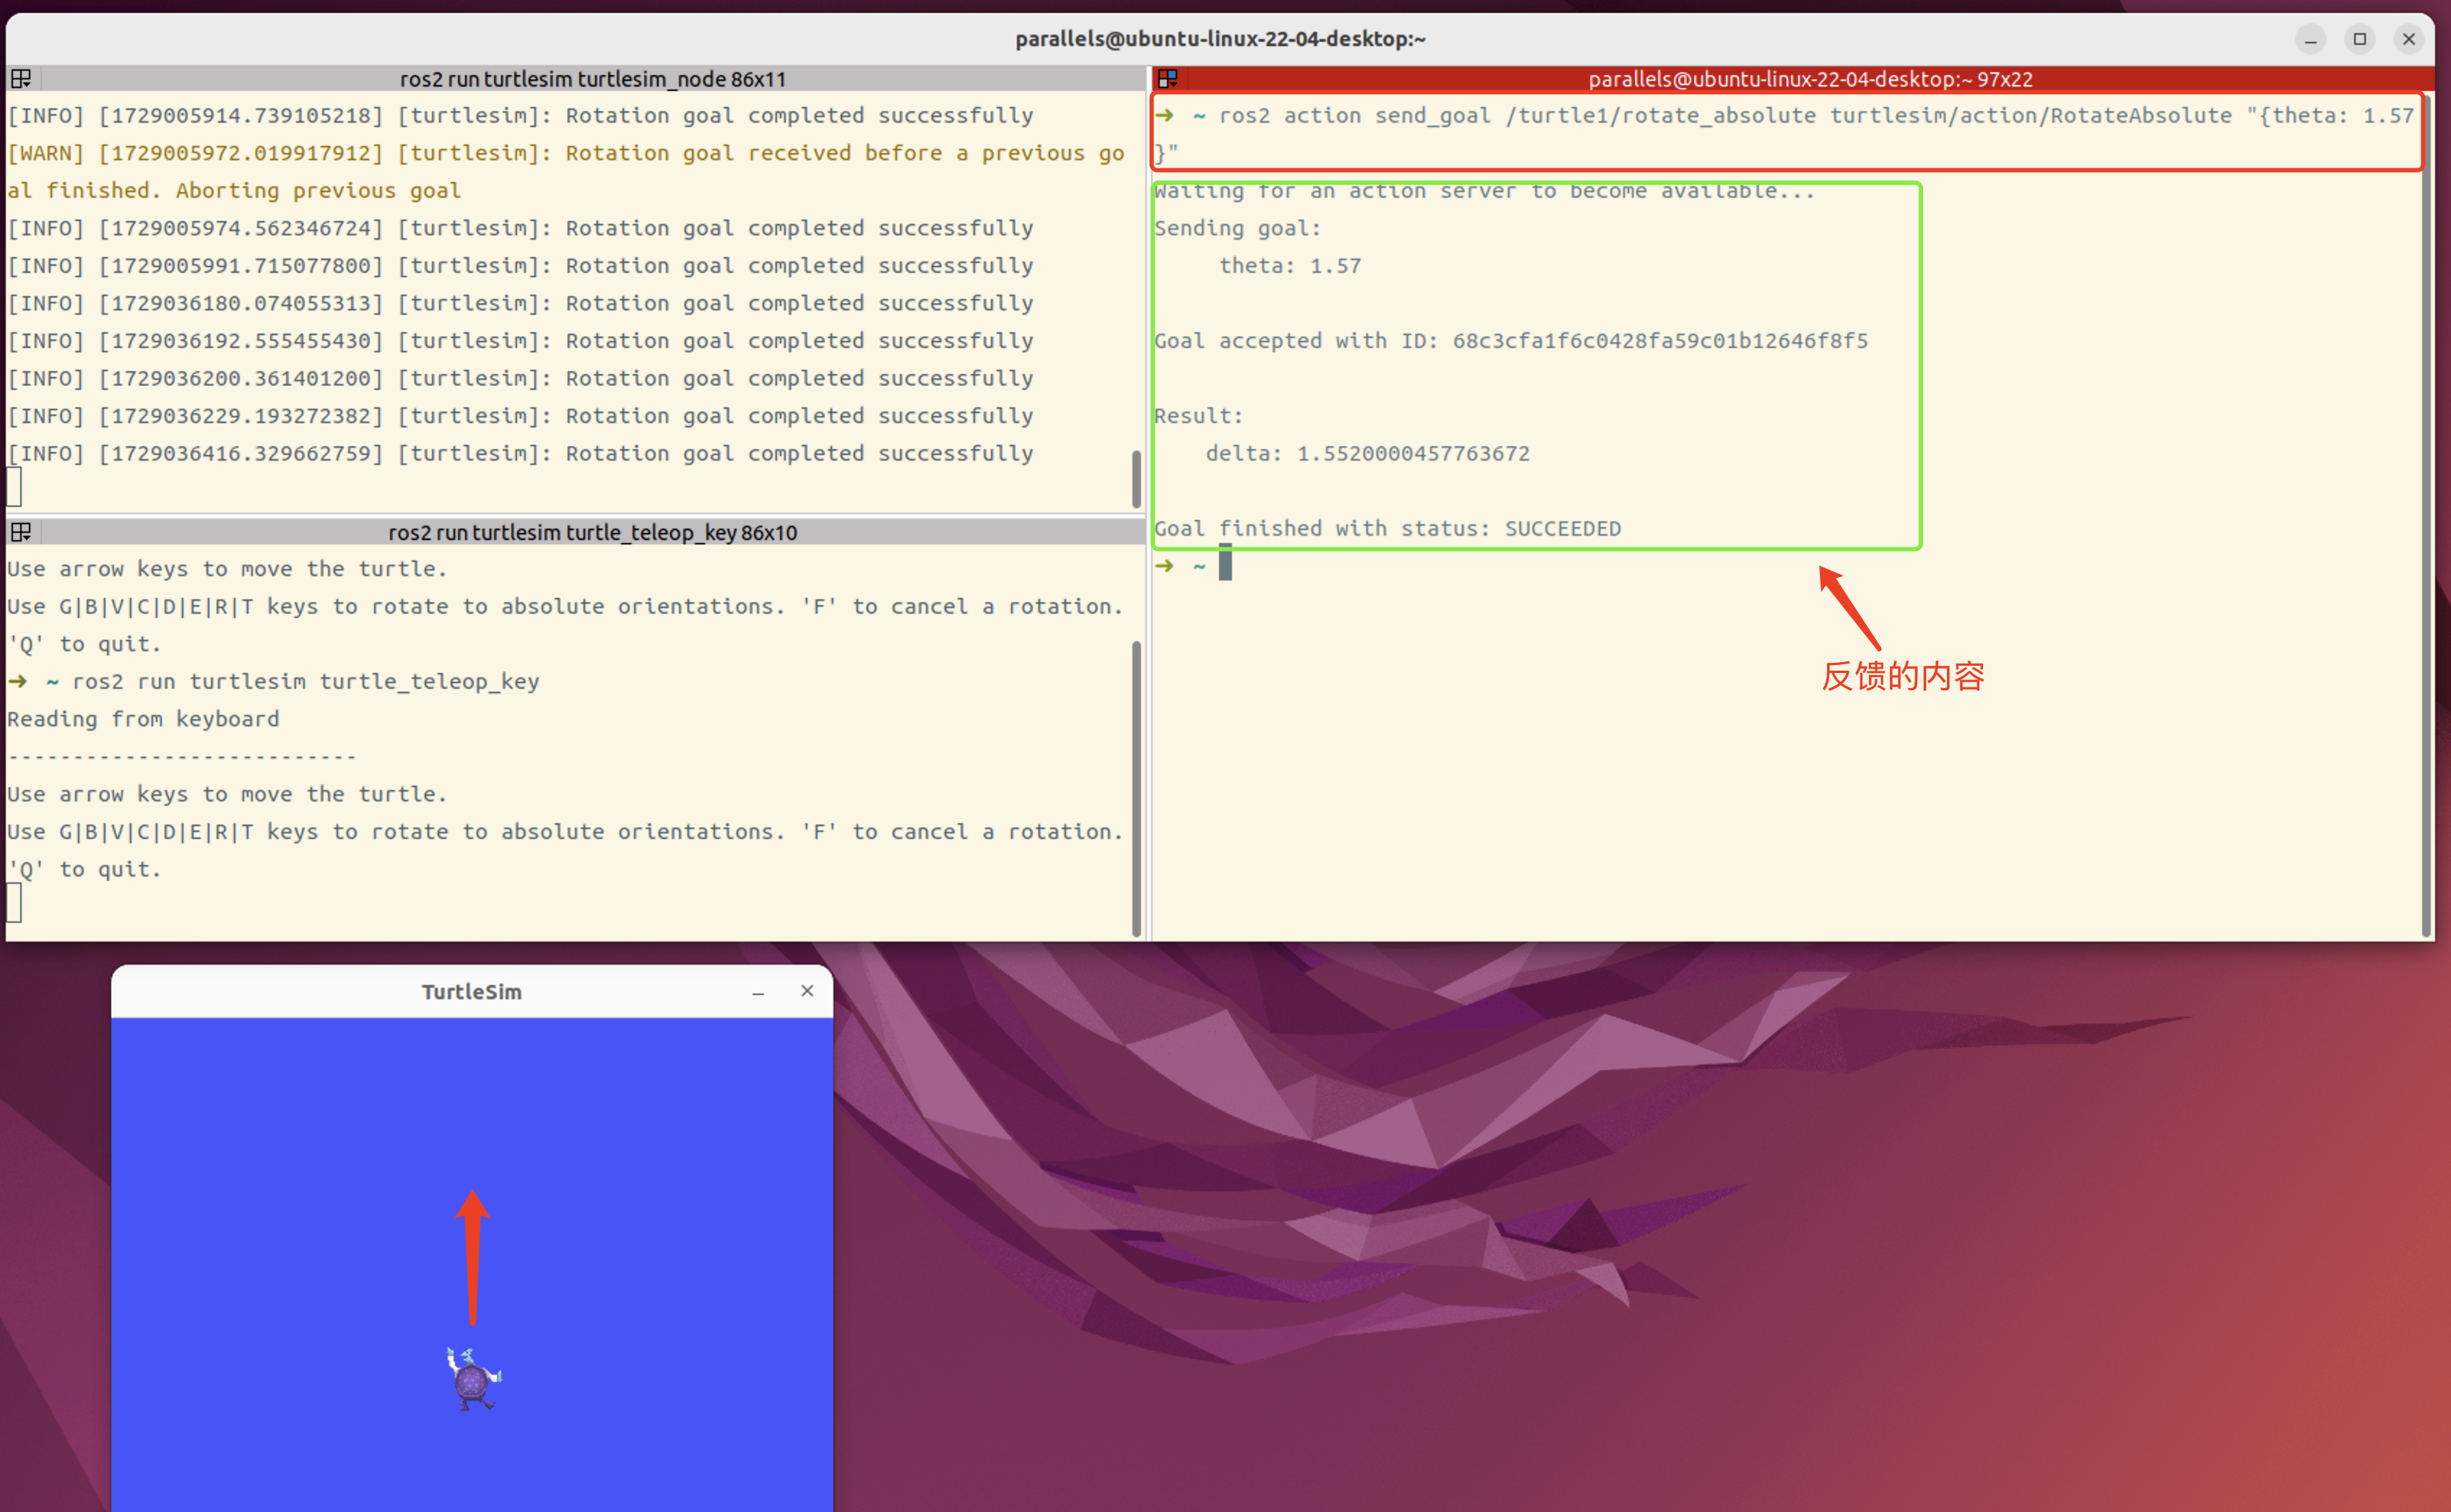 parallels@ubuntu-linux-22-04-desktop:~
ros2 run turtlesim turtlesim_node 86x11
[INFO] [1729005914.739105218] [turtlesim]: Rotation goal completed successfully
[WARN] [1729005972.019917912] [turtlesim]: Rotation goal received before a previous go
al finished. Aborting previous goal
[INFO] [1729005974.562346724] [turtlesim]: Rotation goal completed successfully
[INFO] [1729005991.715077800] [turtlesim]: Rotation goal completed successfully
[INFO] [1729036180.074055313] [turtlesim]: Rotation goal completed successfully
[INFO] [1729036192.555455430] [turtlesim]: Rotation goal completed successfully
[INFO] [1729036200.361401200] [turtlesim]: Rotation goal completed successfully
[INFO] [1729036229.193272382] [turtlesim]: Rotation goal completed successfully
[INFO] [1729036416.329662759] [turtlesim]: Rotation goal completed successfully
ros2 run turtlesim turtle_teleop_key 86x10
Use arrow keys to move the turtle.
Use G|B|V|C|D|E|R|T keys to rotate to absolute orientations. 'F' to cancel a rotation.
'Q' to quit.
➜ ~ ros2 run turtlesim turtle_teleop_key
Reading from keyboard
---------------------------
Use arrow keys to move the turtle.
Use G|B|V|C|D|E|R|T keys to rotate to absolute orientations. 'F' to cancel a rotation.
'Q' to quit.
parallels@ubuntu-linux-22-04-desktop:~ 97x22
➜ ~ ros2 action send_goal /turtle1/rotate_absolute turtlesim/action/RotateAbsolute "{theta: 1.57
}"
Waiting for an action server to become available...
Sending goal:
theta: 1.57
Goal accepted with ID: 68c3cfa1f6c0428fa59c01b12646f8f5
Result:
delta: 1.5520000457763672
Goal finished with status: SUCCEEDED
➜ ~
反馈的内容
TurtleSim